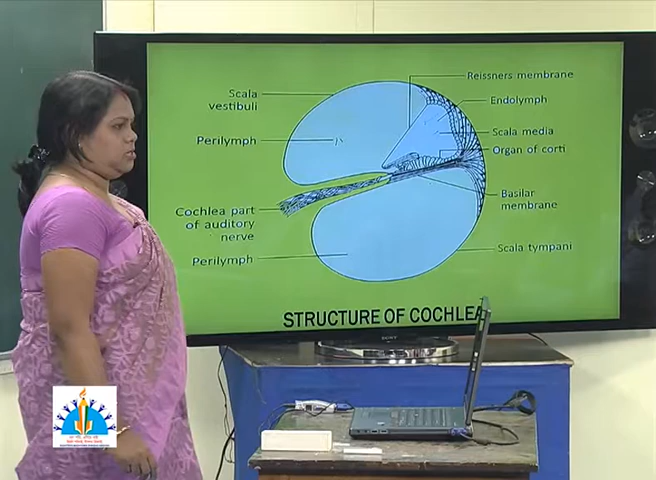 Scala
vestibuli
Perilymph
Cochlea part
of auditory
nerve
Perilymph
Reissners membrane
Endolymph
Scala media
Organ of corti
Basilar
membrane
Scala tympani
STRUCTURE OF COCHLEA
SONY